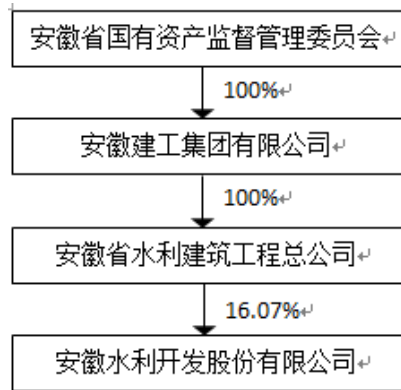 安徽省国有资产监督管理委员会
100%
安徽建工集团有限公司
100%
安徽省水利建筑工程总公司
16.07%
安徽水利开发股份有限公司